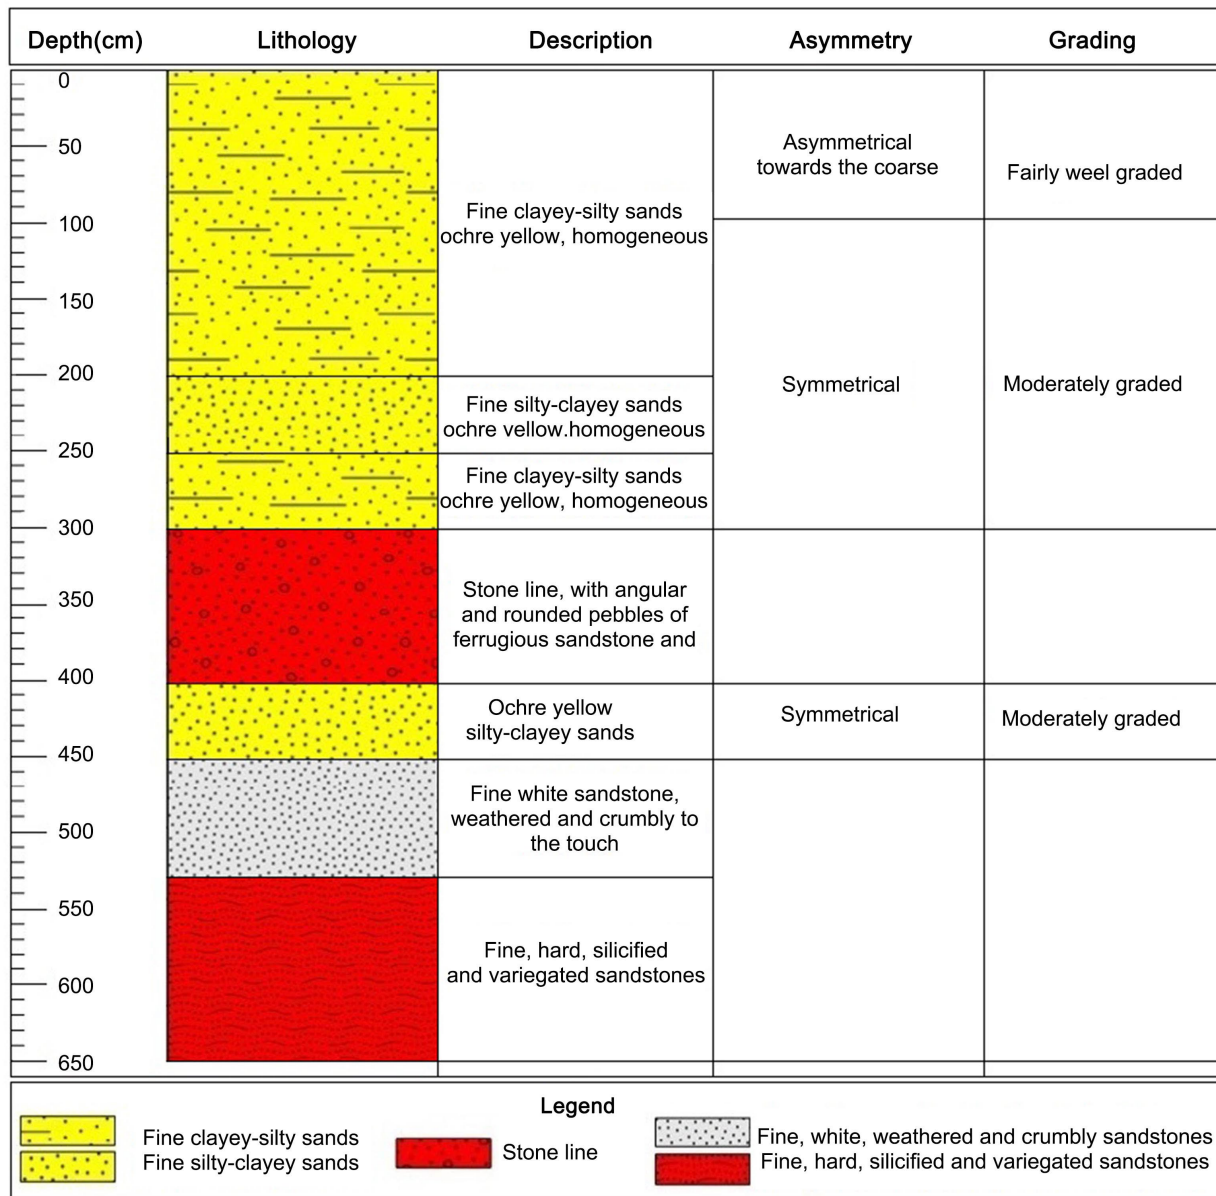 Depth(cm) Lithology Description Asymmetry Grading
0
50
100
150
200
250
300
350
400
450
500
550
600
650
Fine clayey-silty sands
ochre yellow, homogeneous
Fine silty-clayey sands
ochre vellow.homogeneous
Fine clayey-silty sands
ochre yellow, homogeneous
Stone line, with angular
and rounded pebbles of
ferrugious sandstone and
Ochre yellow
silty-clayey sands
Fine white sandstone,
weathered and crumbly to
the touch
Fine, hard, silicified
and variegated sandstones
Asymmetrical
towards the coarse
Symmetrical
Symmetrical
Fairly weel graded
Moderately graded
Moderately graded
Legend
Fine clayey-silty sands
Fine silty-clayey sands
Stone line
Fine, white, weathered and crumbly sandstones
Fine, hard, silicified and variegated sandstones